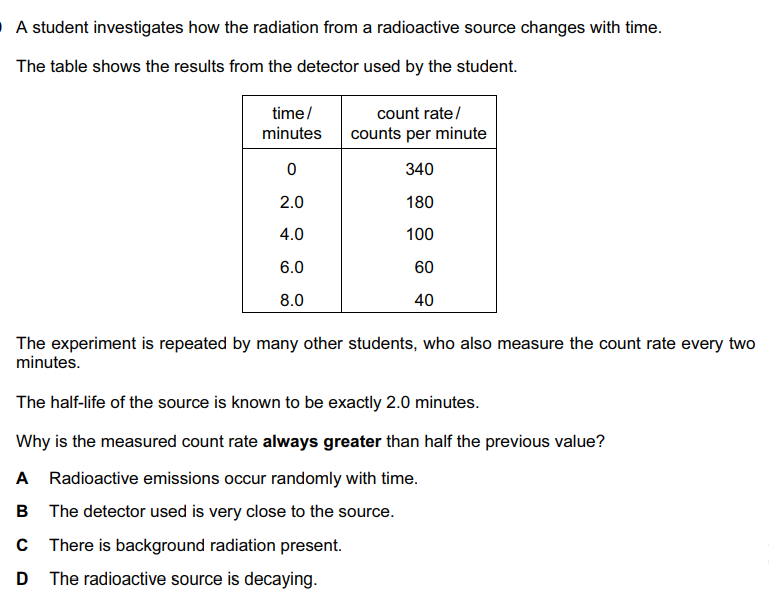 A student investigates how the radiation from a radioactive source changes with time.
The table shows the results from the detector used by the student.
time / minutes	count rate / counts per minute
0	340
2.0	180
4.0	100
6.0	60
8.0	40
The experiment is repeated by many other students, who also measure the count rate every two
minutes.
The half-life of the source is known to be exactly 2.0 minutes.
Why is the measured count rate always greater than half the previous value?
A Radioactive emissions occur randomly with time.
B The detector used is very close to the source.
C There is background radiation present.
D The radioactive source is decaying.